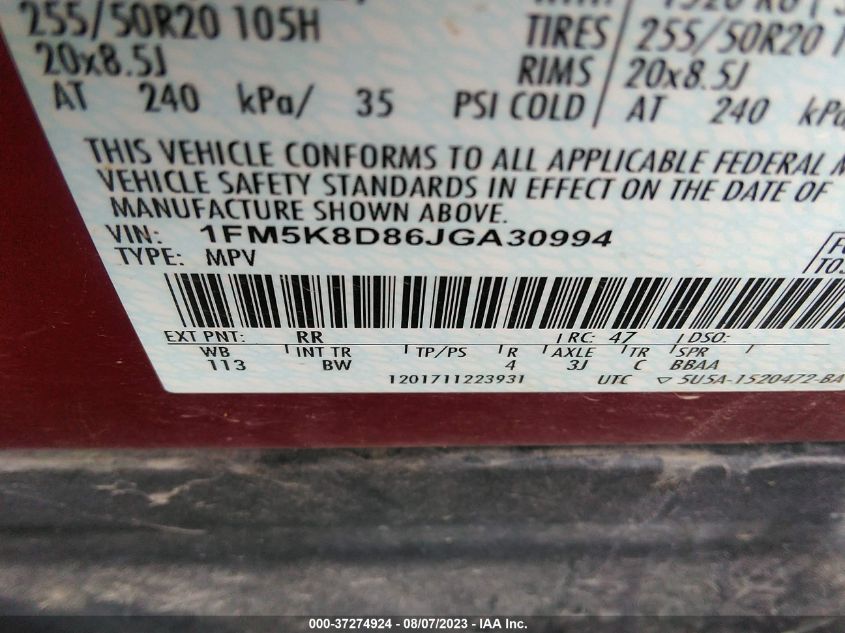 255/50R20 105H TIRES 255/50R20
20x8.5J RIMS 20x8.5J
AT 240 kPa/ 35 PSI COLD AT 240
THIS VEHICLE CONFORMS TO ALL APPLICABLE FEDERAL
VEHICLE SAFETY STANDARDS IN EFFECT ON THE DATE OF
MANUFACTURE SHOWN ABOVE.
VIN: 1FM5K8D86JGA30994
TYPE: MPV
EXT PNT: RR RC: 47 DSO:
WB INT TR TP/PS R AXLE TR SPR
113 BW 4 3J C BBAA
1201711223931 UTC ▽ 5U5A-1520472-BA
000-37274924 - 08/07/2023 -